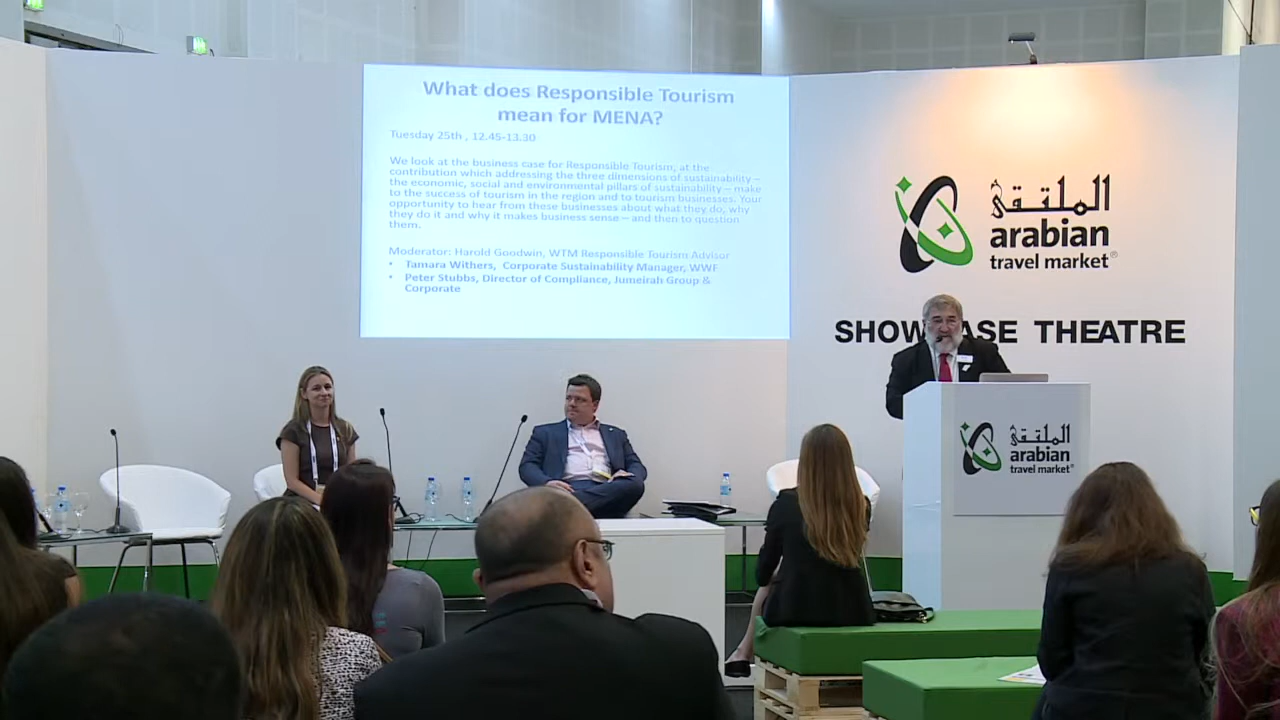 What does Responsible Tourism
mean for MENA?
Tuesday 25th , 12.45-13.30
We look at the business case for Responsible Tourism, at the
contribution which addressing the three dimensions of sustainability –
the economic, social and environmental pillars of sustainability – make
to the success of tourism in the region and to tourism businesses. Your
opportunity to hear from these businesses about what they do, why
they do it and why it makes business sense – and then to question
them.
Moderator: Harold Goodwin, WTM Responsible Tourism Advisor
• Tamara Withers, Corporate Sustainability Manager, WWF
• Peter Stubbs, Director of Compliance, Jumeirah Group &
Corporate
الملتقى
arabian
travel market®
SHOWCASE THEATRE
الملتقى
arabian
travel market®